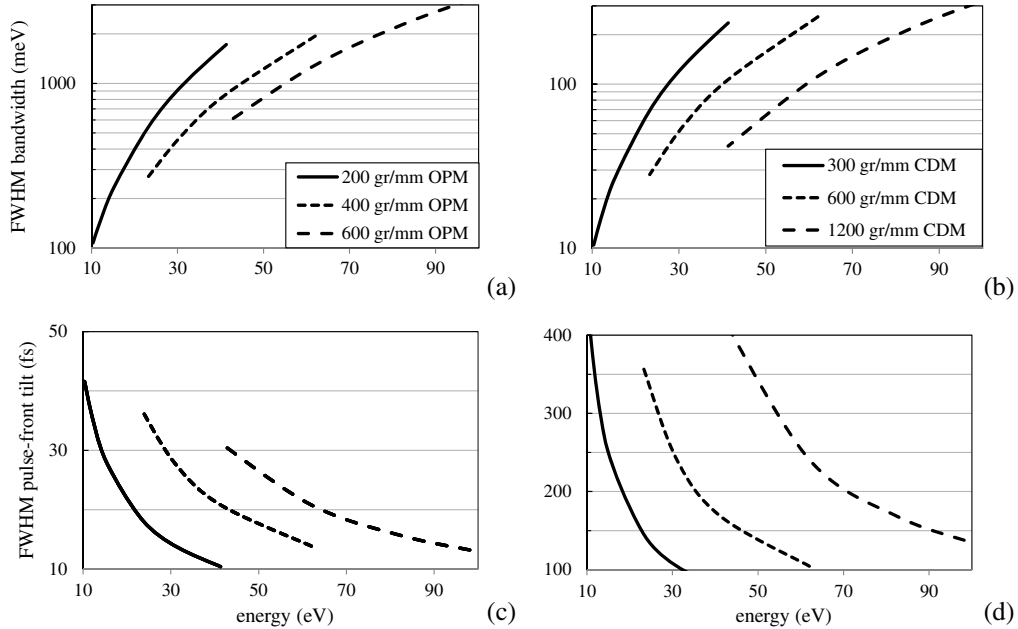 FWHM bandwidth (meV)
1000
100
200 gr/mm OPM
400 gr/mm OPM
600 gr/mm OPM
10 30 50 70 90
(a)
100
10
300 gr/mm CDM
600 gr/mm CDM
1200 gr/mm CDM
10 30 50 70 90
(b)
FWHM pulse-front tilt (fs)
50
30
10
10 30 50 70 90
energy (eV)
(c)
400
300
200
100
10 30 50 70 90
energy (eV)
(d)